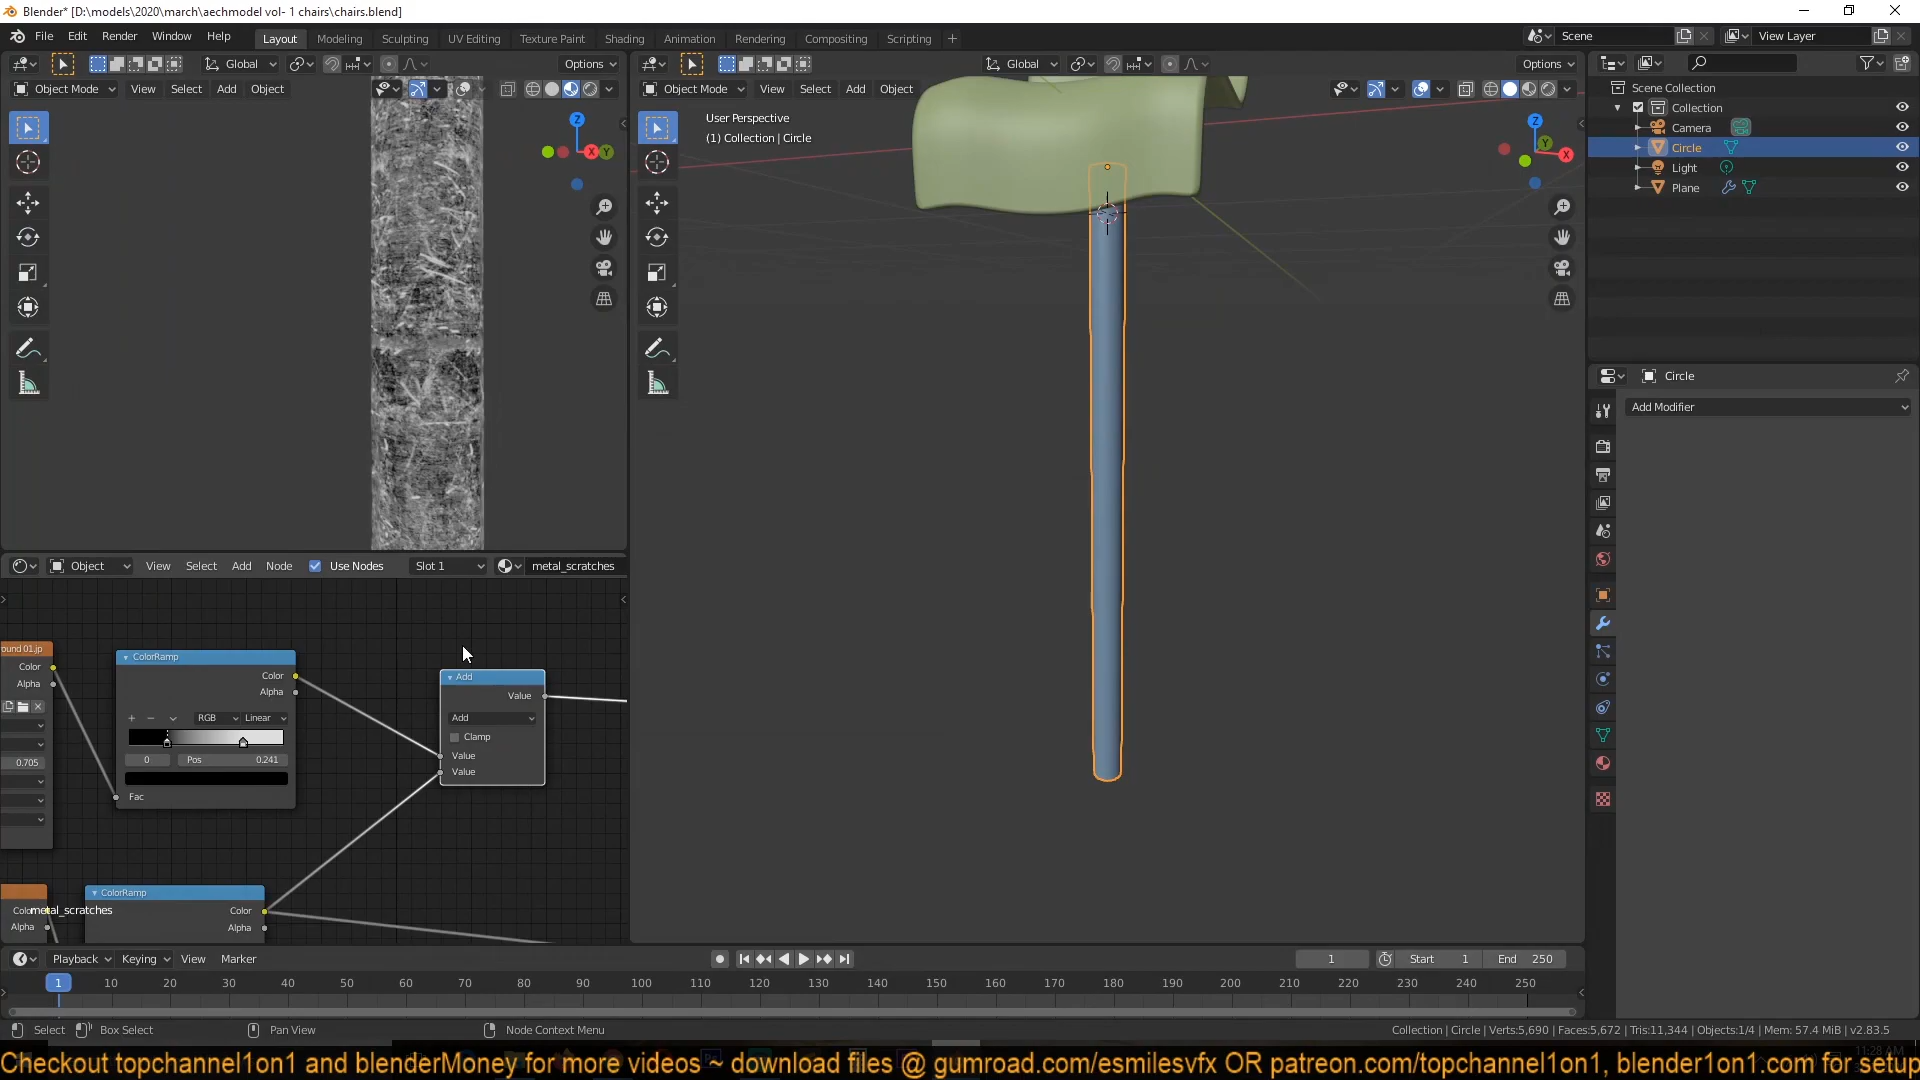 Blender* [D:\models\2020\march\aechmodel vol- 1 chairs\chairs.blend]
File Edit Render Window Help Layout Modeling Sculpting UV Editing Texture Paint Shading Animation Rendering Compositing Scripting Scene View Layer
Global Options Global Options
Object Mode View Select Add Object Object Mode View Select Add Object
User Perspective
(1) Collection | Circle
Scene Collection
Collection
Camera
Circle
Light
Plane
Circle
Add Modifier
Object View Select Add Node Use Nodes Slot 1 metal_scratches
ound 01.jp
Color
Alpha
0.705
ColorRamp
Color
Alpha
RGB Linear
0 Pos 0.241
Fac
Add
Value
Add
Clamp
Value
Value
ColorRamp
Color
Alpha
Alpha
metal_scratches
Playback Keying View Marker 1 Start 1 End 250
1 10 20 30 40 50 60 70 80 90 100 110 120 130 140 150 160 170 180 190 200 210 220 230 240 250
Select Box Select Pan View Node Context Menu Collection | Circle | Verts:5,690 | Faces:5,672 | Tris:11,344 | Objects:1/4 | Mem: 57.4 MiB | v2.83.5
11:28 AM
Checkout topchannel1on1 and blenderMoney for more videos ~ download files @ gumroad.com/esmilesvfx OR patreon.com/topchannel1on1, blender1on1.com for setup